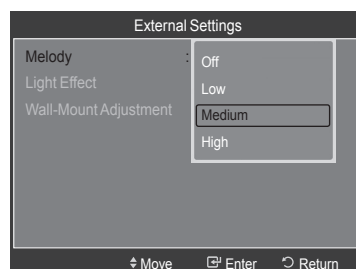 External Settings
Melody :
Off
Low
Medium
High
Light Effect
Wall-Mount Adjustment
Move Enter Return